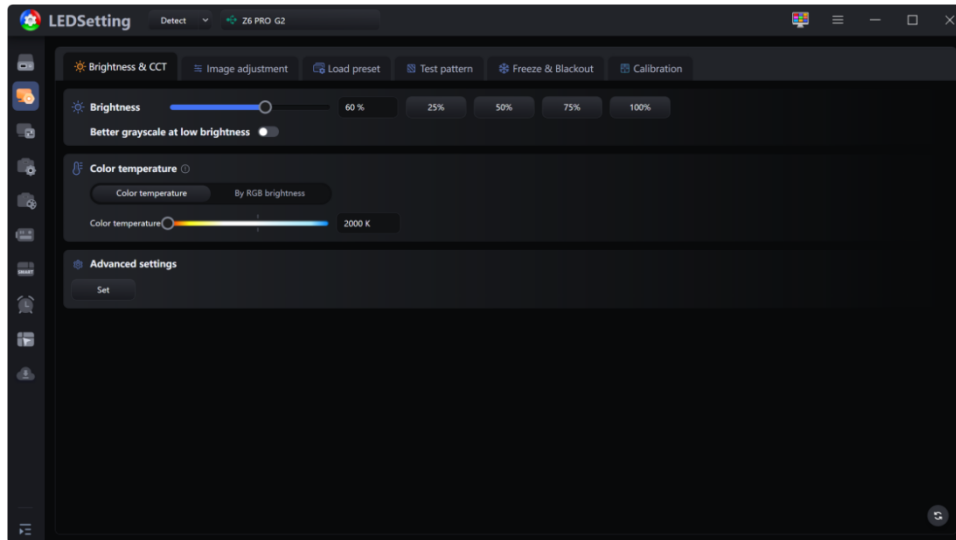 LEDSetting Detect Z6 PRO G2
Brightness & CCT Image adjustment Load preset Test pattern Freeze & Blackout Calibration
Brightness 60 % 25% 50% 75% 100%
Better grayscale at low brightness
Color temperature
Color temperature By RGB brightness
Color temperature 2000 K
Advanced settings
Set
SMART